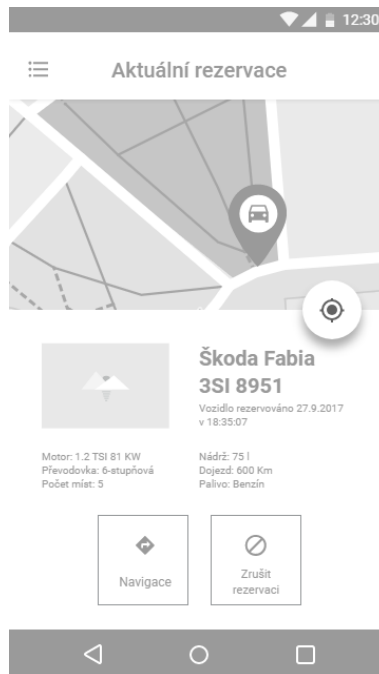 12:30
Aktuální rezervace
Škoda Fabia
3SI 8951
Vozidlo rezervováno 27.9.2017
v 18:35:07
Motor: 1.2 TSI 81 KW
Převodovka: 6-stupňová
Počet míst: 5
Nádrž: 75 l
Dojezd: 600 Km
Palivo: Benzín
Navigace
Zrušit
rezervaci